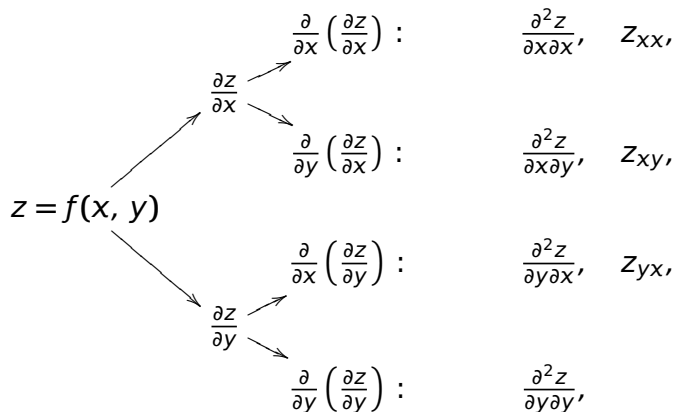 ∂/∂x (∂z/∂x) : ∂²z/∂x∂x, z_xx,
∂z/∂x
∂/∂y (∂z/∂x) : ∂²z/∂x∂y, z_xy,
z = f(x, y)
∂/∂x (∂z/∂y) : ∂²z/∂y∂x, z_yx,
∂z/∂y
∂/∂y (∂z/∂y) : ∂²z/∂y∂y,